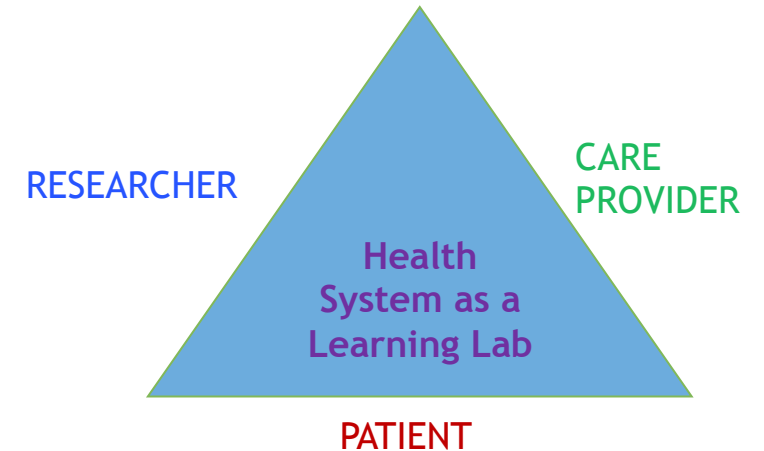 RESEARCHER
CARE
PROVIDER
Health
System as a
Learning Lab
PATIENT